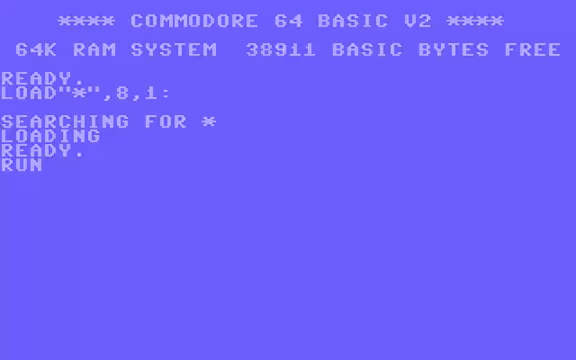 **** COMMODORE 64 BASIC V2 ****
64K RAM SYSTEM  38911 BASIC BYTES FREE
READY.
LOAD"*",8,1:
SEARCHING FOR *
LOADING
READY.
RUN